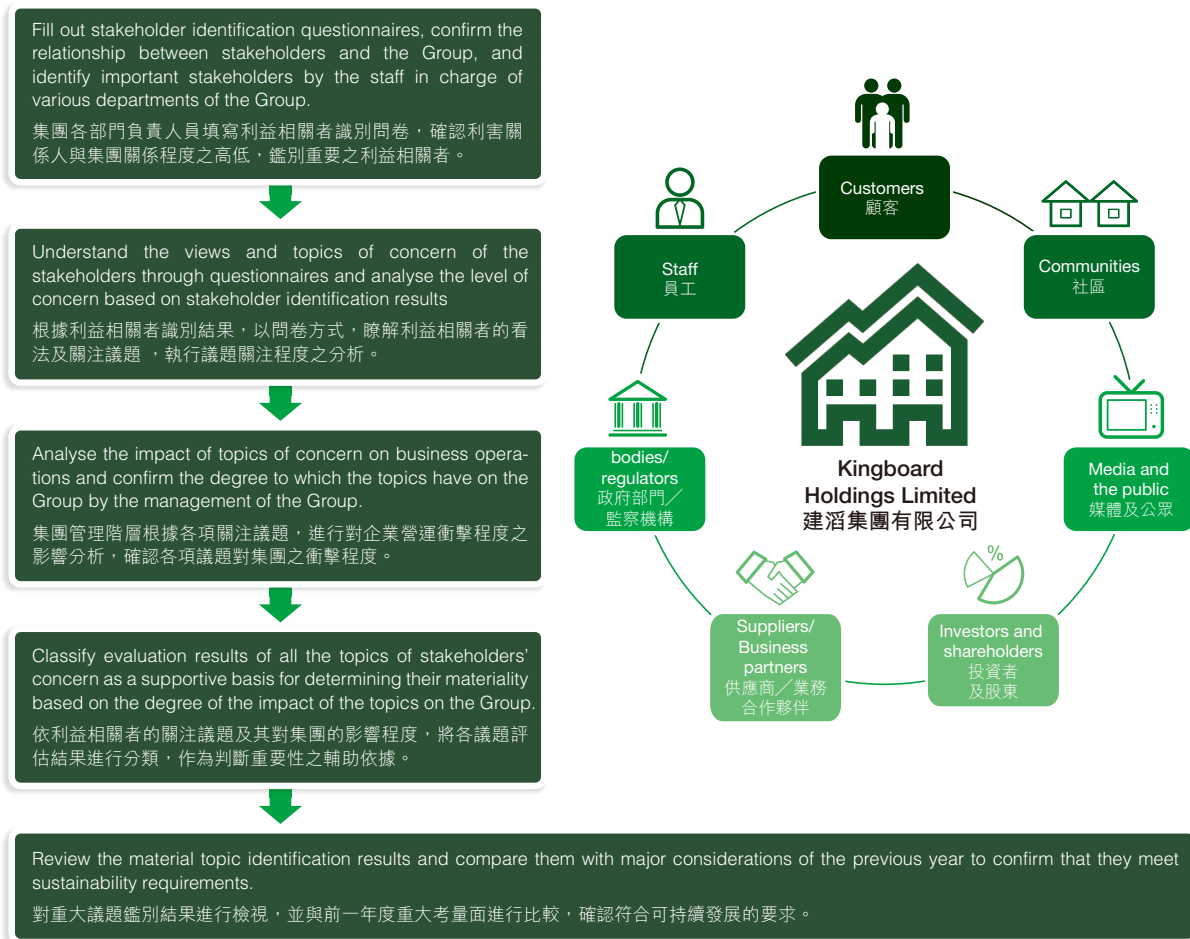 Fill out stakeholder identification questionnaires, confirm the
relationship between stakeholders and the Group, and
identify important stakeholders by the staff in charge of
various departments of the Group.
集團各部門負責人員填寫利益相關者識別問卷，確認利害關
係人與集團關係程度之高低，鑑別重要之利益相關者。
Understand the views and topics of concern of the
stakeholders through questionnaires and analyse the level of
concern based on stakeholder identification results
根據利益相關者識別結果，以問卷方式，瞭解利益相關者的看
法及關注議題 ，執行議題關注程度之分析。
Analyse the impact of topics of concern on business opera-
tions and confirm the degree to which the topics have on the
Group by the management of the Group.
集團管理階層根據各項關注議題，進行對企業營運衝擊程度之
影響分析，確認各項議題對集團之衝擊程度。
Classify evaluation results of all the topics of stakeholders’
concern as a supportive basis for determining their materiality
based on the degree of the impact of the topics on the Group.
依利益相關者的關注議題及其對集團的影響程度，將各議題評
估結果進行分類，作為判斷重要性之輔助依據。
Review the material topic identification results and compare them with major considerations of the previous year to confirm that they meet
sustainability requirements.
對重大議題鑑別結果進行檢視，並與前一年度重大考量面進行比較，確認符合可持續發展的要求。
Customers
顧客
Staff
員工
Communities
社區
bodies/
regulators
政府部門／
監察機構
Kingboard
Holdings Limited
建滔集團有限公司
Media and
the public
媒體及公眾
Suppliers/
Business
partners
供應商／業務
合作夥伴
%
Investors and
shareholders
投資者
及股東